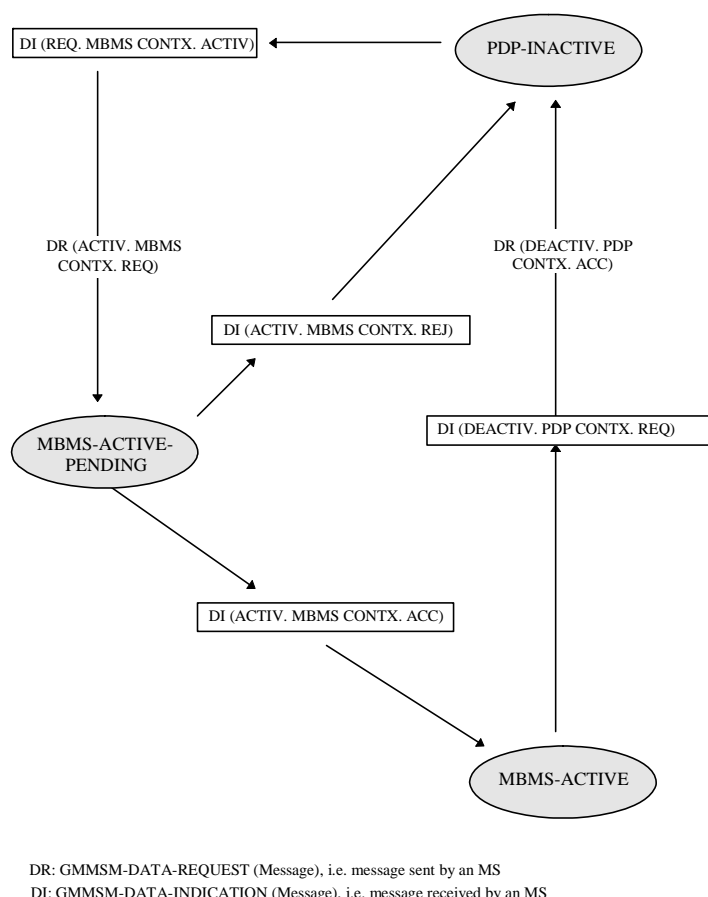 DI (REQ. MBMS CONTX. ACTIV)
PDP-INACTIVE
DR (ACTIV. MBMS
CONTX. REQ)
DR (DEACTIV. PDP
CONTX. ACC)
DI (ACTIV. MBMS CONTX. REJ)
MBMS-ACTIVE-
PENDING
DI (DEACTIV. PDP CONTX. REQ)
DI (ACTIV. MBMS CONTX. ACC)
MBMS-ACTIVE
DR: GMMSM-DATA-REQUEST (Message), i.e. message sent by an MS
DI: GMMSM-DATA-INDICATION (Message), i.e. message received by an MS